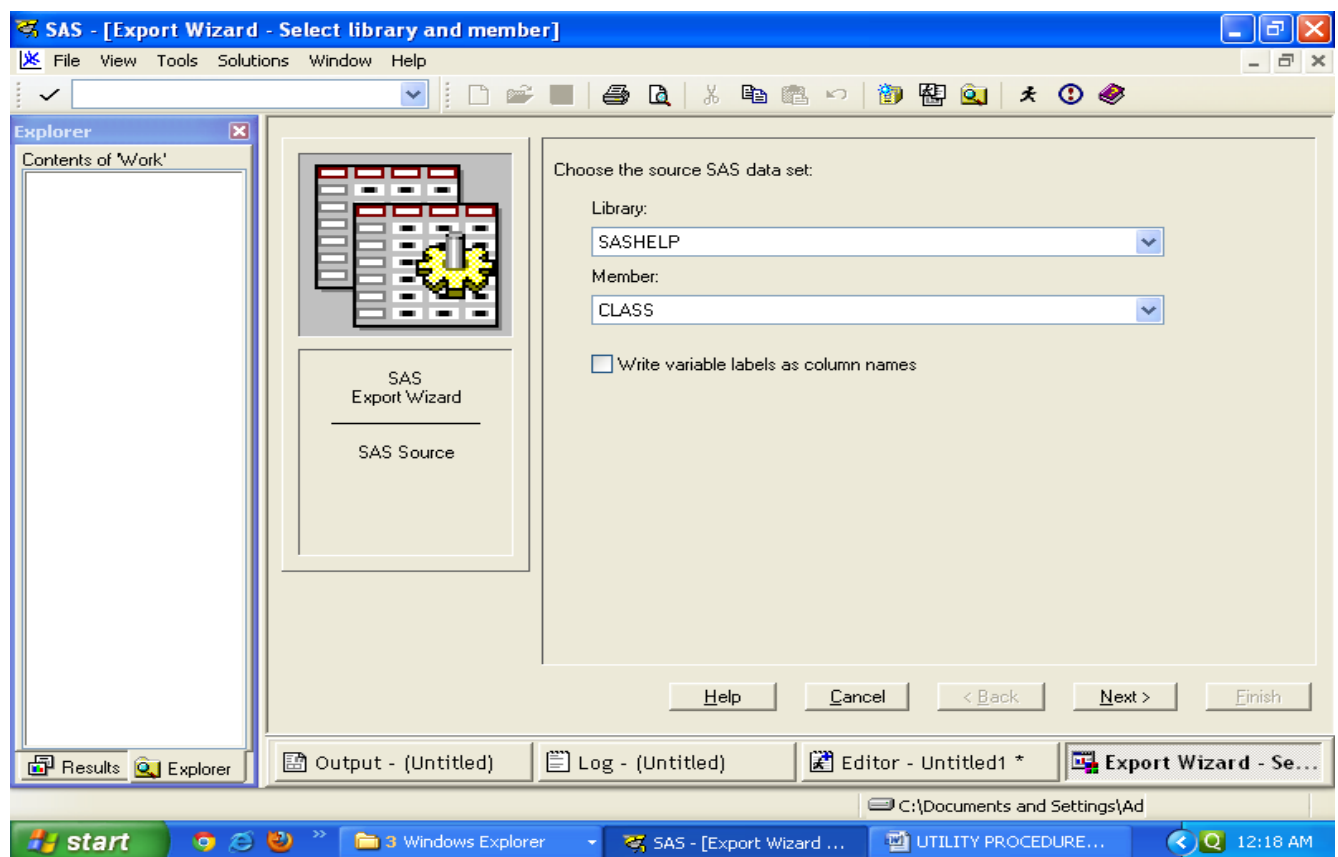 SAS - [Export Wizard - Select library and member]
File View Tools Solutions Window Help
Explorer
Contents of 'Work'
SAS
Export Wizard
SAS Source
Choose the source SAS data set:
Library:
SASHELP
Member:
CLASS
Write variable labels as column names
Help Cancel < Back Next > Finish
Results Explorer
Output - (Untitled) Log - (Untitled) Editor - Untitled1 * Export Wizard - Se...
C:\Documents and Settings\Ad
start 3 Windows Explorer SAS - [Export Wizard ... UTILITY PROCEDURE... 12:18 AM